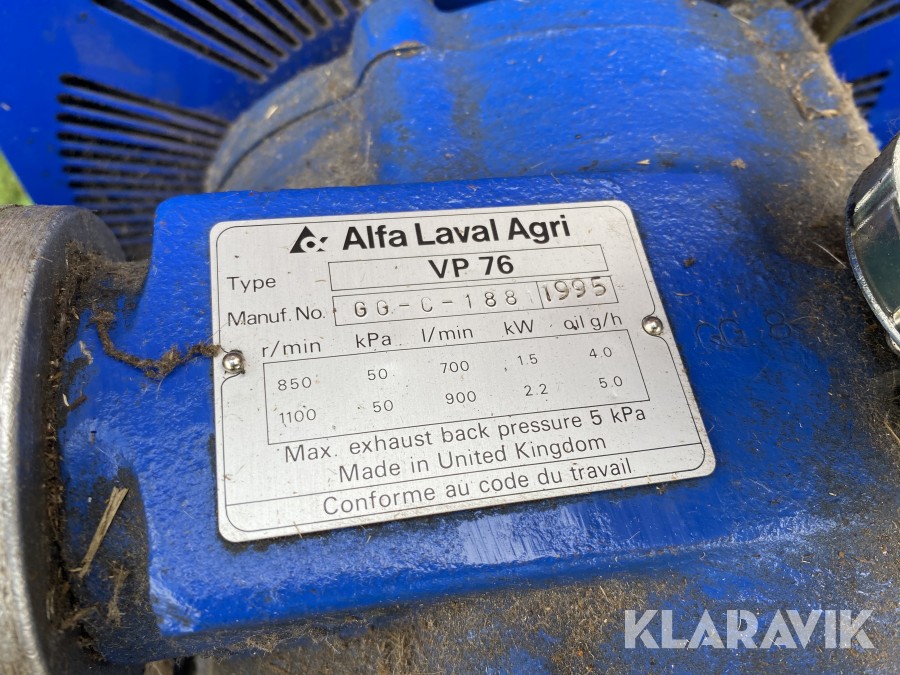 Alfa Laval Agri
Type VP 76
Manuf. No. GG-C-188 1995
r/min kPa l/min kW oil g/h
850 50 700 1.5 4.0
1100 50 900 2.2 5.0
Max. exhaust back pressure 5 kPa
Made in United Kingdom
Conforme au code du travail
KLARAVIK